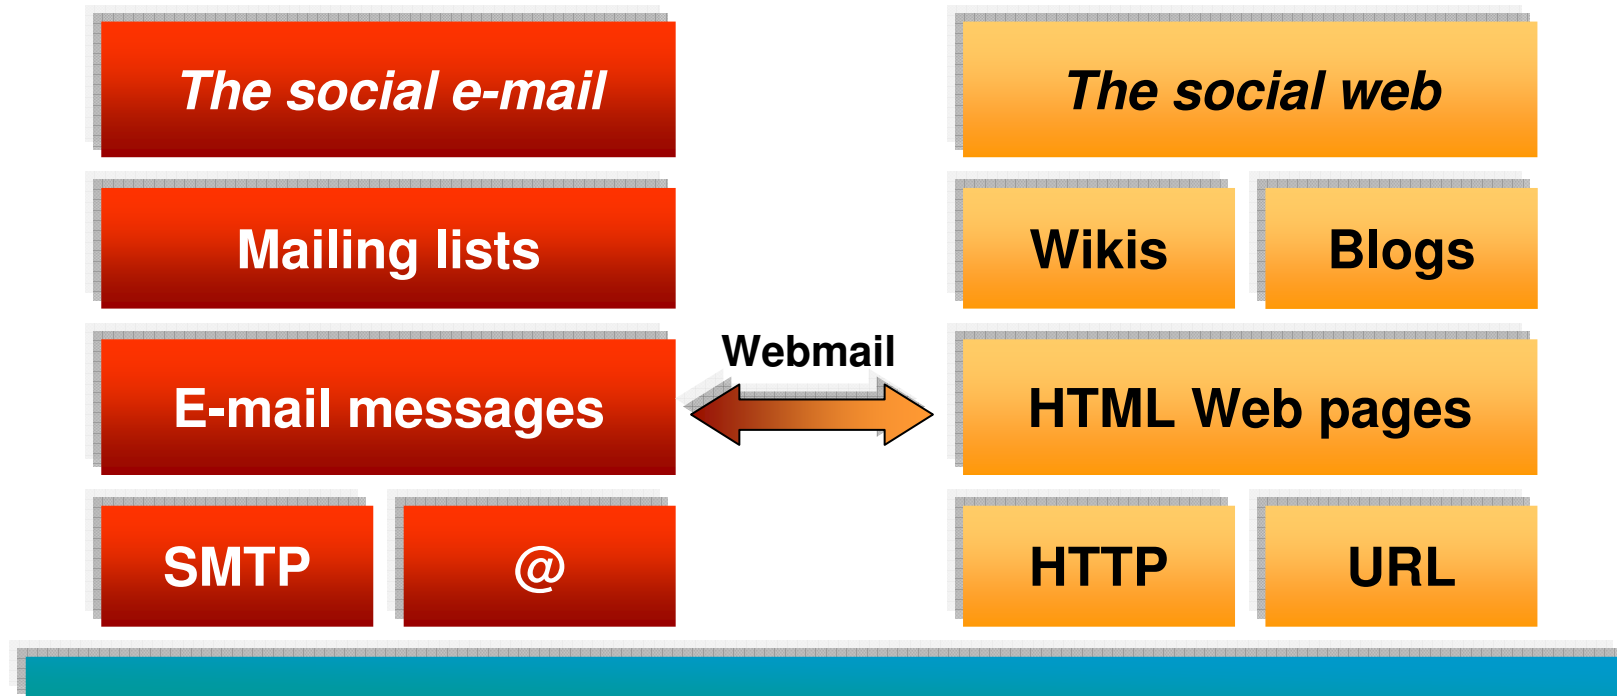 The social e-mail
The social web
Mailing lists
Wikis
Blogs
Webmail
E-mail messages
HTML Web pages
SMTP
@
HTTP
URL